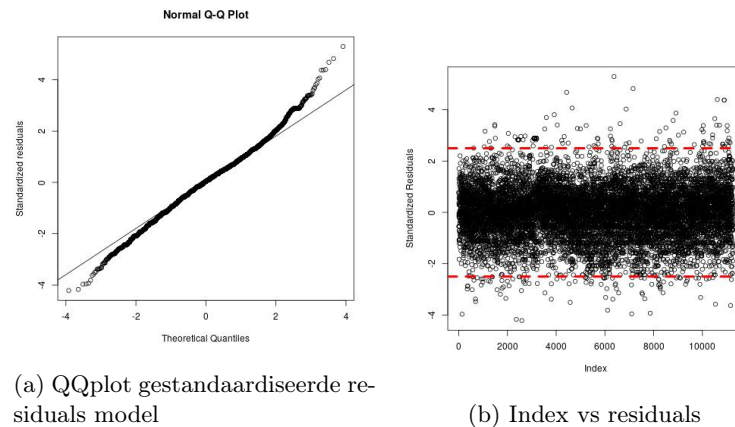 Normal Q-Q Plot
Standardized residuals
4
2
0
-2
-4
-4
-2
0
2
4
Theoretical Quantiles
(a) QQplot gestandaardiseerde re-
siduals model
Standardized Residuals
4
2
0
-2
-4
0
2000
4000
6000
8000
10000
Index
(b) Index vs residuals